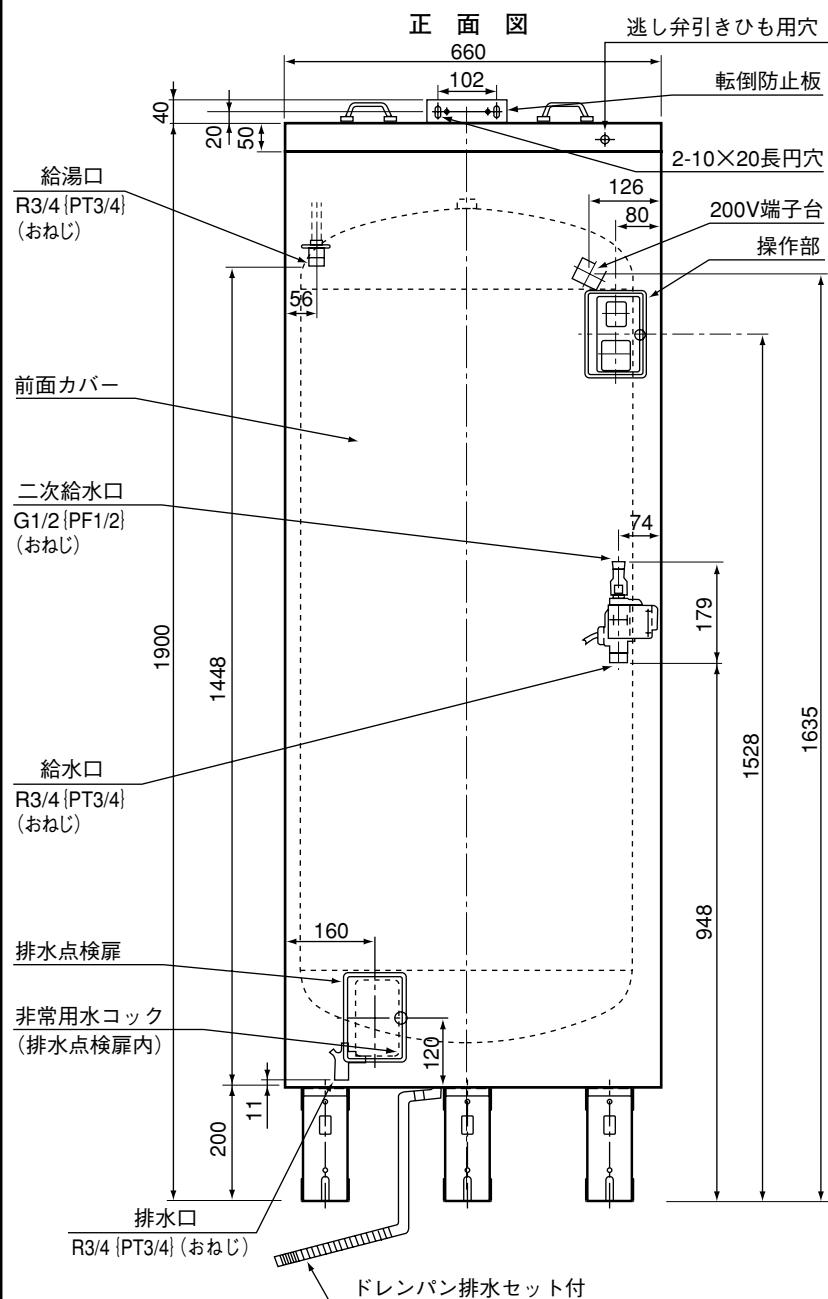 正面図
逃し弁引きひも用穴
660
102
転倒防止板
40
20
50
2-10×20長円穴
給湯口
R3/4{PT3/4}
(おねじ)
126
80
200V端子台
操作部
56
前面カバー
二次給水口
G1/2{PF1/2}
(おねじ)
74
179
1900
1448
1635
1528
給水口
R3/4{PT3/4}
(おねじ)
948
160
排水点検扉
非常用水コック
(排水点検扉内)
120
11
200
排水口
R3/4{PT3/4}(おねじ)
ドレンパン排水セット付